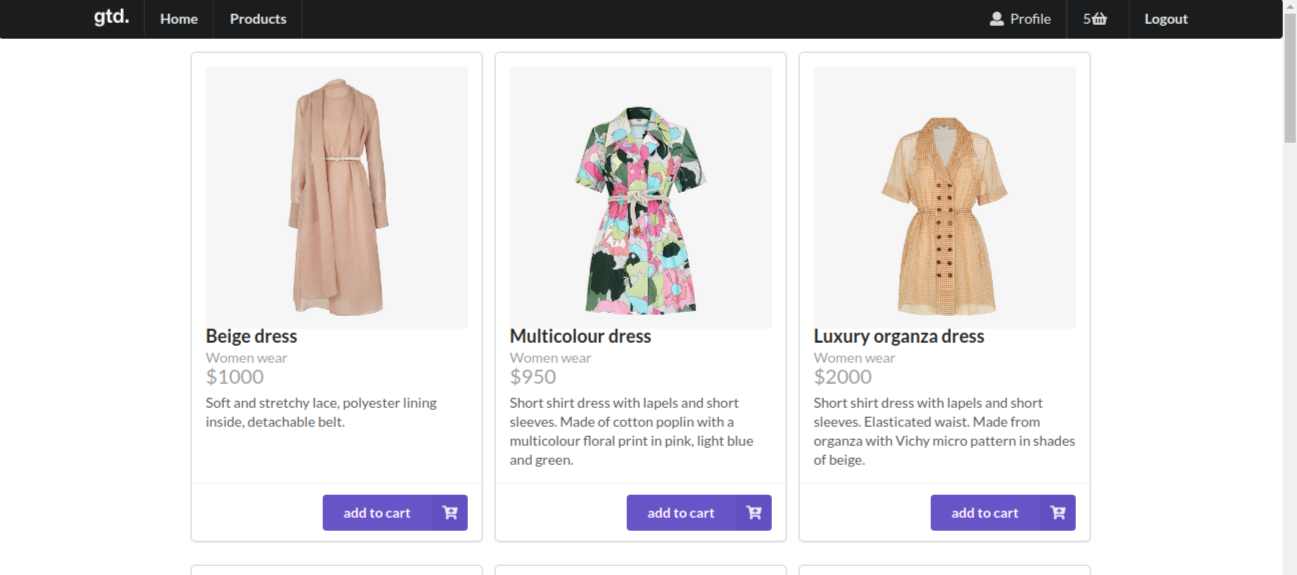 gtd. Home Products Profile 5 Logout
Beige dress
Women wear
$1000
Soft and stretchy lace, polyester lining
inside, detachable belt.
add to cart
Multicolour dress
Women wear
$950
Short shirt dress with lapels and short
sleeves. Made of cotton poplin with a
multicolour floral print in pink, light blue
and green.
add to cart
Luxury organza dress
Women wear
$2000
Short shirt dress with lapels and short
sleeves. Elasticated waist. Made from
organza with Vichy micro pattern in shades
of beige.
add to cart